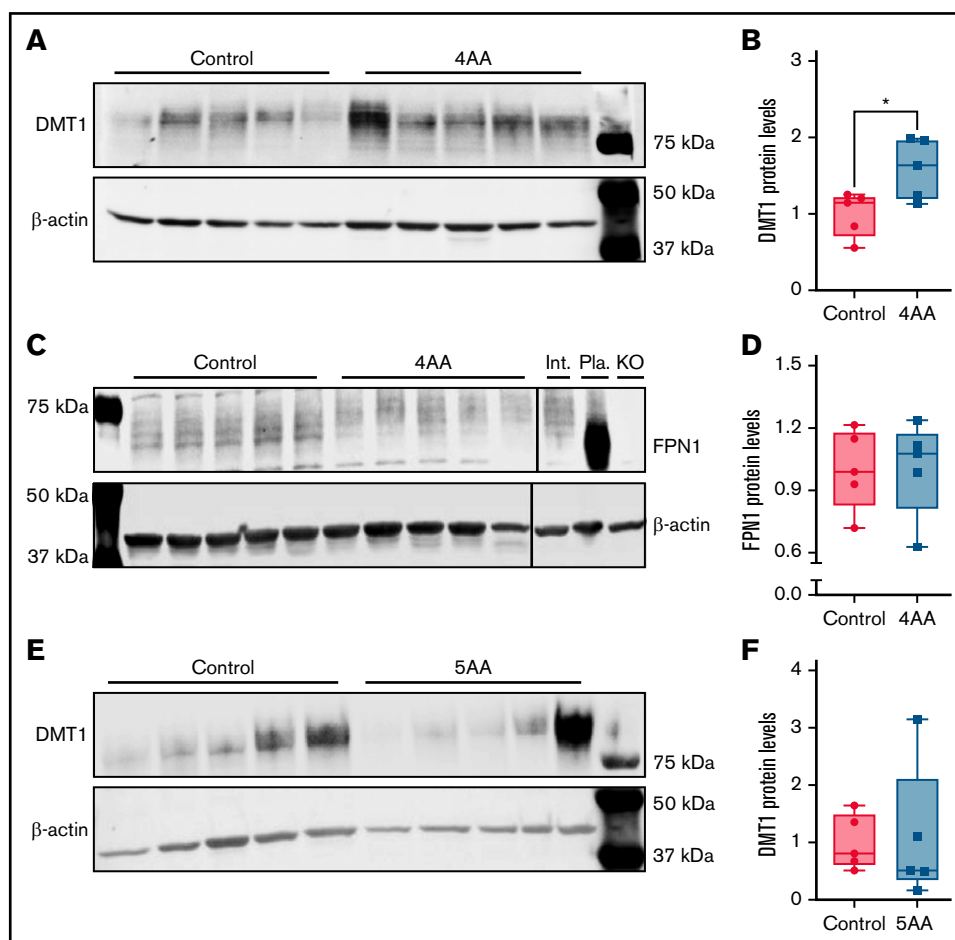 A
Control 4AA
DMT1
75 kDa
β-actin
50 kDa
37 kDa
B
DMT1 protein levels
3
2
1
0
*
Control 4AA
C
Control 4AA Int. Pla. KO
75 kDa
FPN1
50 kDa
β-actin
37 kDa
D
FPN1 protein levels
1.5
1.2
0.9
0.6
0.0
Control 4AA
E
Control 5AA
DMT1
75 kDa
β-actin
50 kDa
37 kDa
F
DMT1 protein levels
4
3
2
1
0
Control 5AA